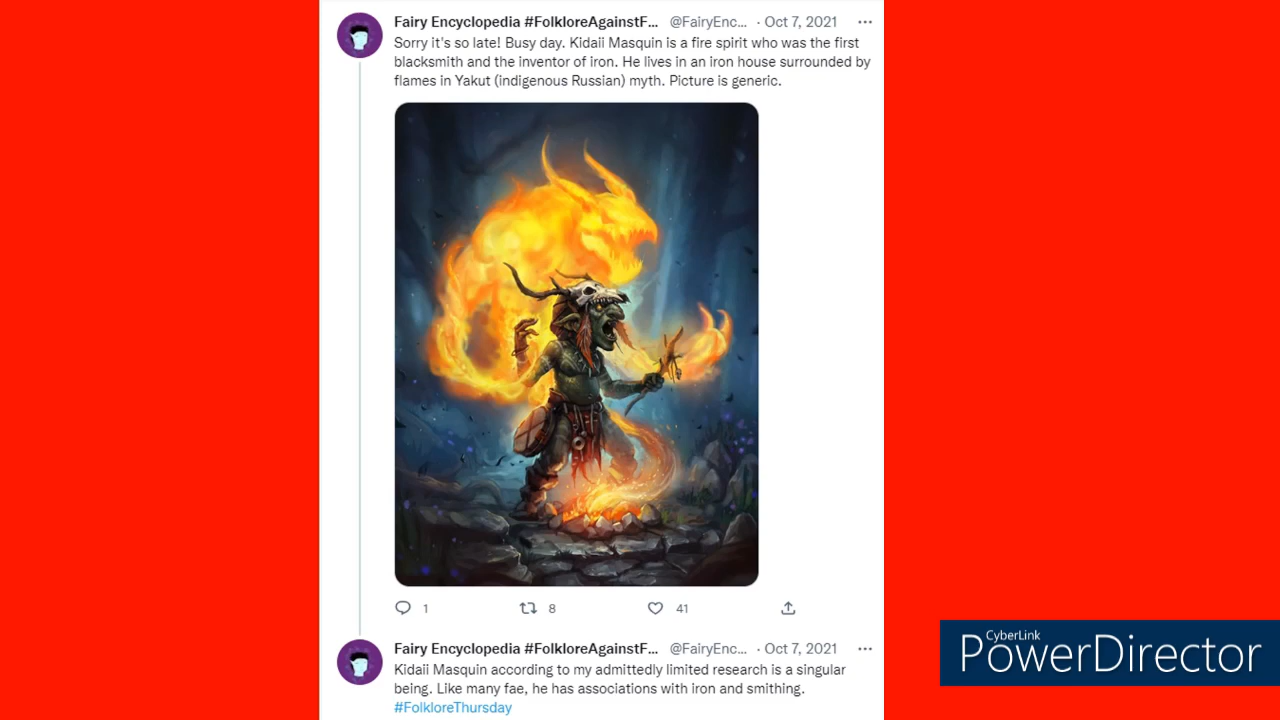 Fairy Encyclopedia #FolkloreAgainstF... @FairyEnc... · Oct 7, 2021
Sorry it's so late! Busy day. Kidaii Masquin is a fire spirit who was the first
blacksmith and the inventor of iron. He lives in an iron house surrounded by
flames in Yakut (indigenous Russian) myth. Picture is generic.
1 8 41
Fairy Encyclopedia #FolkloreAgainstF... @FairyEnc... · Oct 7, 2021
Kidaii Masquin according to my admittedly limited research is a singular
being. Like many fae, he has associations with iron and smithing.
#FolkloreThursday
CyberLink
PowerDirector